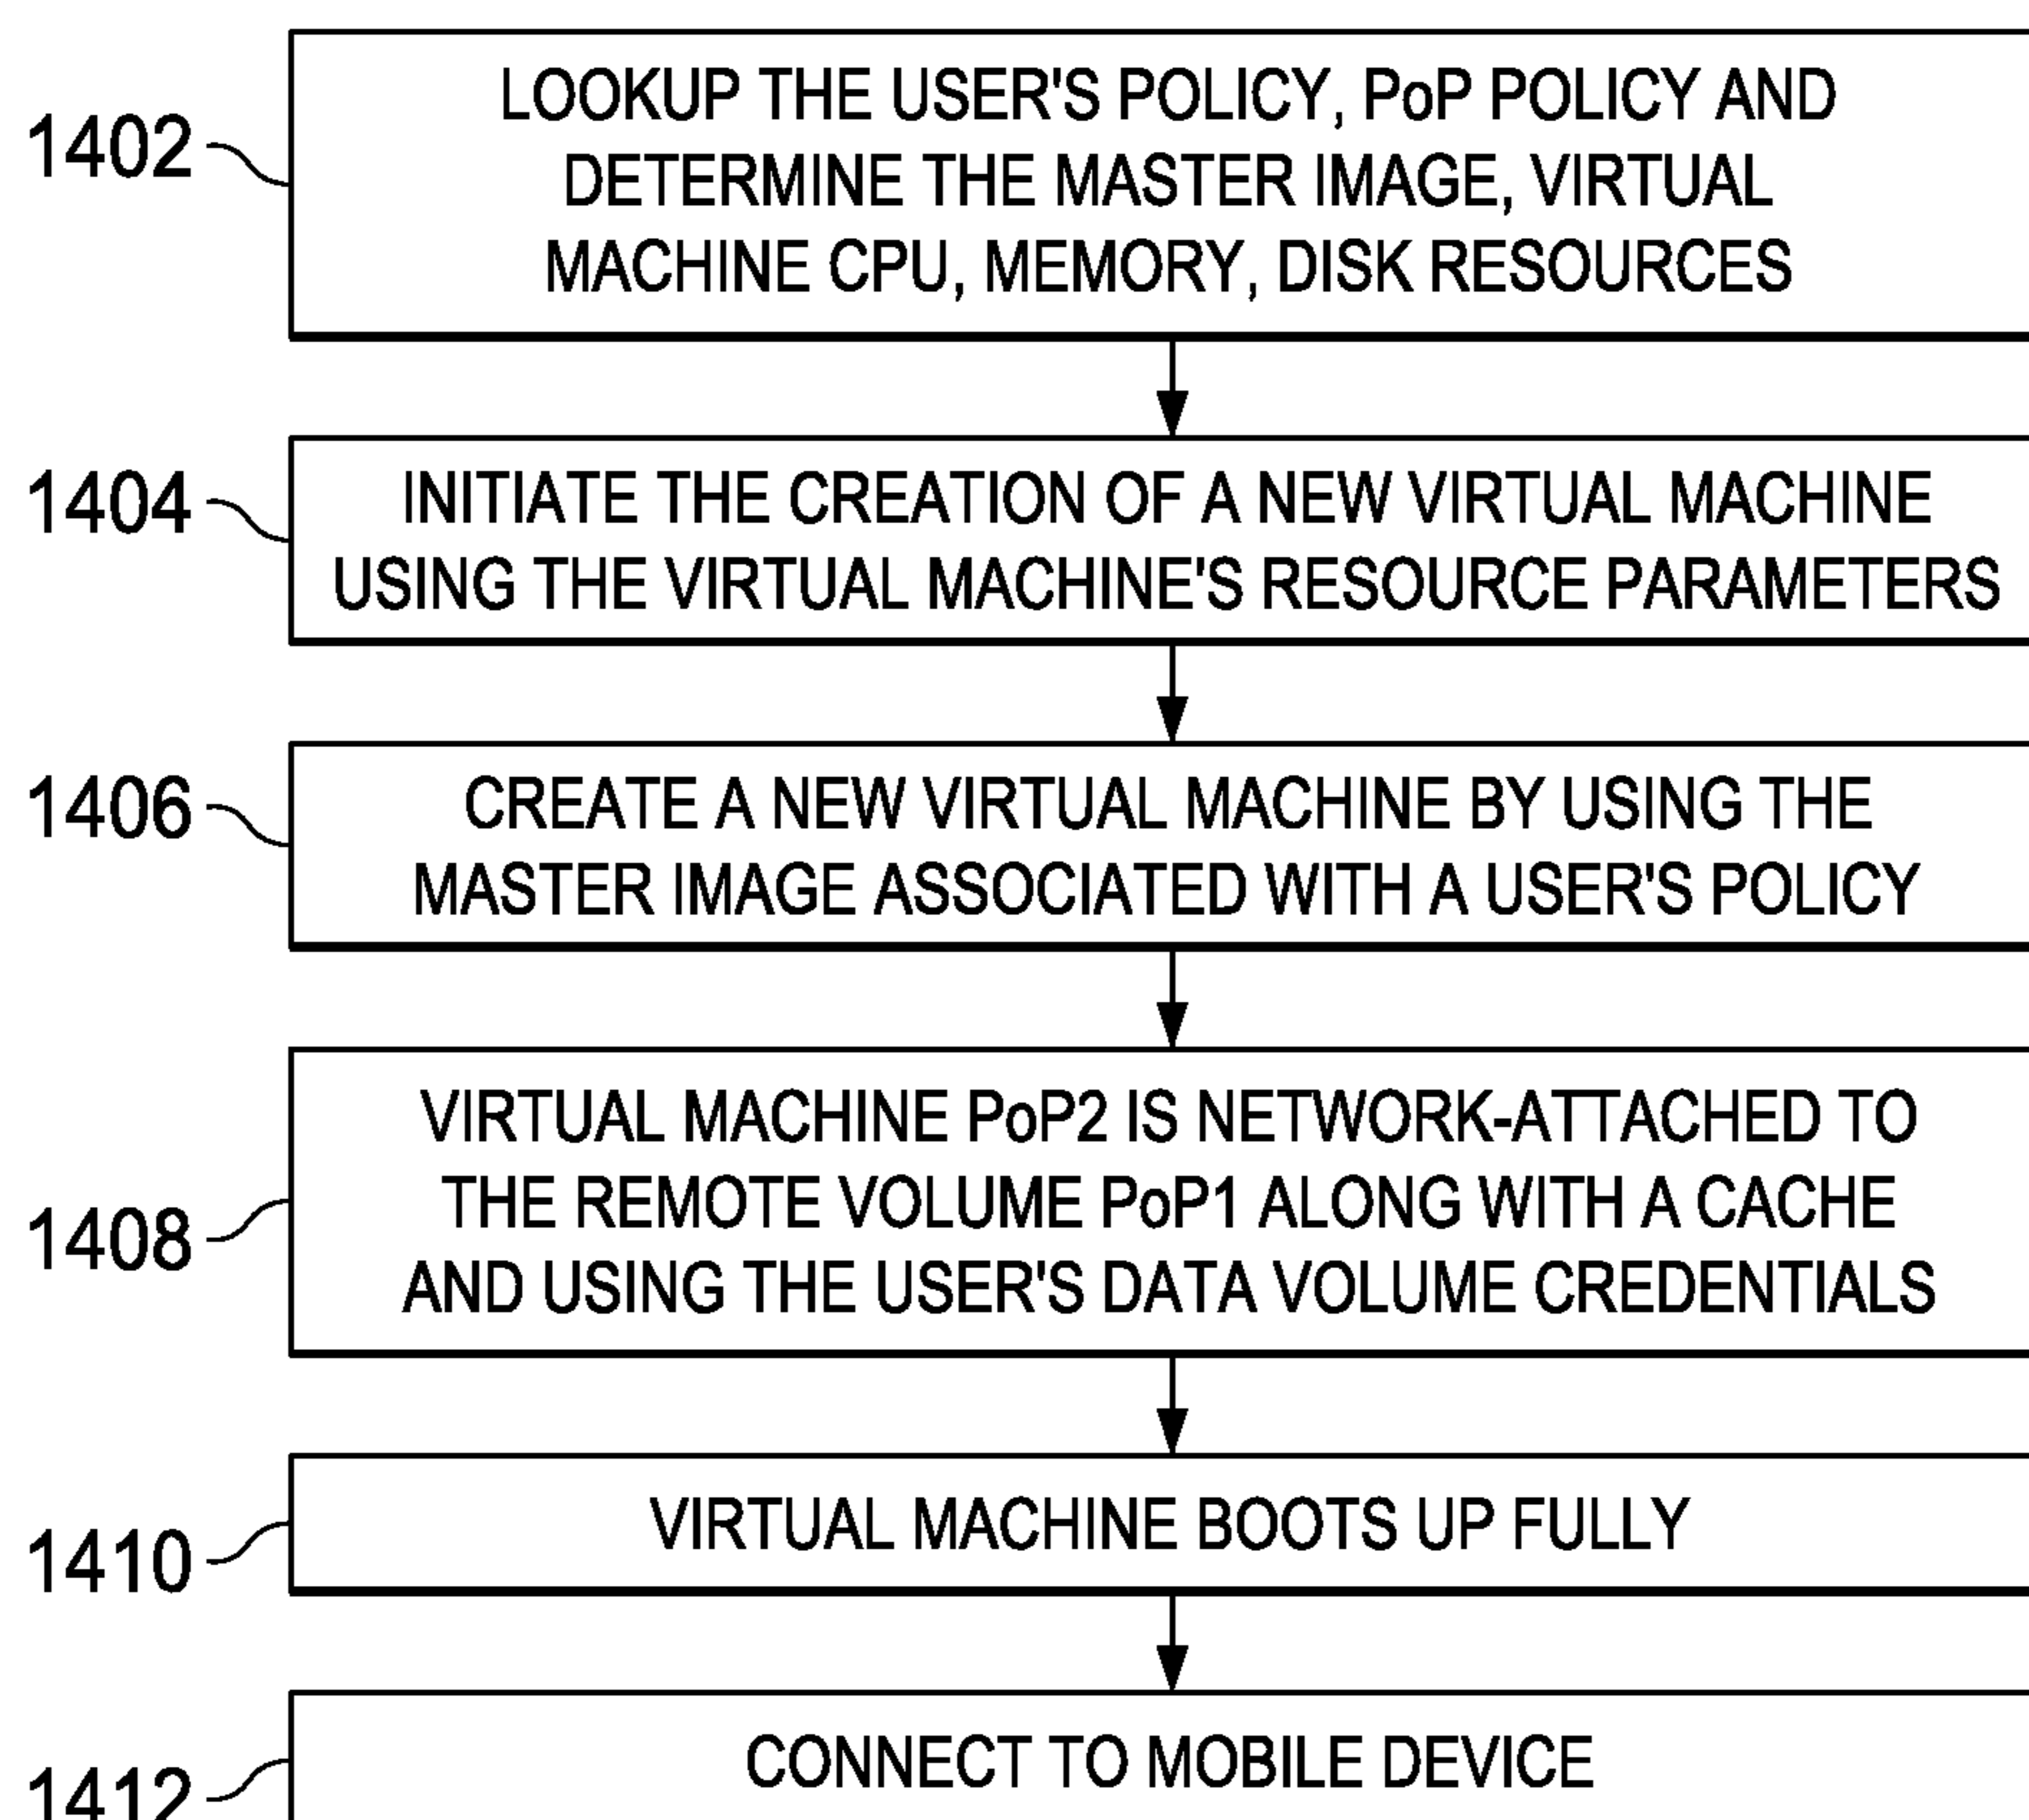 1402
LOOKUP THE USER'S POLICY, PoP POLICY AND
DETERMINE THE MASTER IMAGE, VIRTUAL
MACHINE CPU, MEMORY, DISK RESOURCES
1404
INITIATE THE CREATION OF A NEW VIRTUAL MACHINE
USING THE VIRTUAL MACHINE'S RESOURCE PARAMETERS
1406
CREATE A NEW VIRTUAL MACHINE BY USING THE
MASTER IMAGE ASSOCIATED WITH A USER'S POLICY
1408
VIRTUAL MACHINE PoP2 IS NETWORK-ATTACHED TO
THE REMOTE VOLUME PoP1 ALONG WITH A CACHE
AND USING THE USER'S DATA VOLUME CREDENTIALS
1410
VIRTUAL MACHINE BOOTS UP FULLY
1412
CONNECT TO MOBILE DEVICE